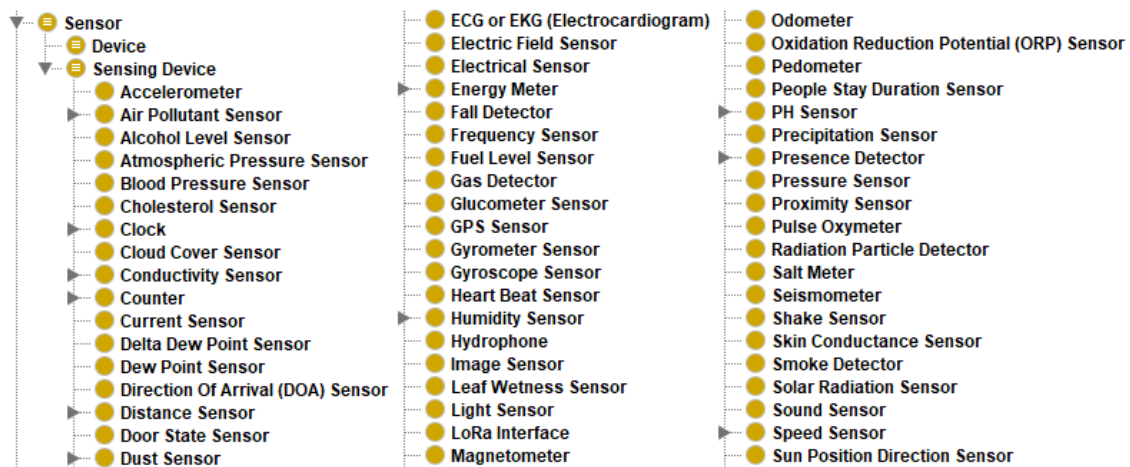 Sensor
Device
Sensing Device
Accelerometer
Air Pollutant Sensor
Alcohol Level Sensor
Atmospheric Pressure Sensor
Blood Pressure Sensor
Cholesterol Sensor
Clock
Cloud Cover Sensor
Conductivity Sensor
Counter
Current Sensor
Delta Dew Point Sensor
Dew Point Sensor
Direction Of Arrival (DOA) Sensor
Distance Sensor
Door State Sensor
Dust Sensor
ECG or EKG (Electrocardiogram)
Electric Field Sensor
Electrical Sensor
Energy Meter
Fall Detector
Frequency Sensor
Fuel Level Sensor
Gas Detector
Glucometer Sensor
GPS Sensor
Gyrometer Sensor
Gyroscope Sensor
Heart Beat Sensor
Humidity Sensor
Hydrophone
Image Sensor
Leaf Wetness Sensor
Light Sensor
LoRa Interface
Magnetometer
Odometer
Oxidation Reduction Potential (ORP) Sensor
Pedometer
People Stay Duration Sensor
PH Sensor
Precipitation Sensor
Presence Detector
Pressure Sensor
Proximity Sensor
Pulse Oxymeter
Radiation Particle Detector
Salt Meter
Seismometer
Shake Sensor
Skin Conductance Sensor
Smoke Detector
Solar Radiation Sensor
Sound Sensor
Speed Sensor
Sun Position Direction Sensor